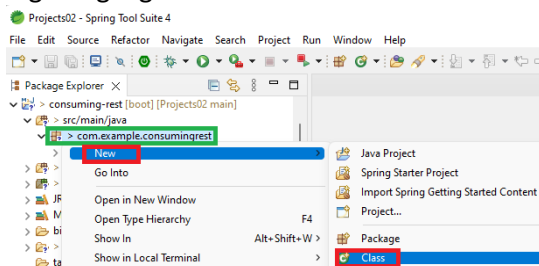 Projects02 - Spring Tool Suite 4
File Edit Source Refactor Navigate Search Project Run Window Help
Package Explorer
> consuming-rest [boot] [Projects02 main]
> src/main/java
> com.example.consumingrest
New
Java Project
Go Into
Spring Starter Project
Import Spring Getting Started Content
Open in New Window
Project...
Open Type Hierarchy F4
Show In Alt+Shift+W >
Package
Show in Local Terminal >
Class